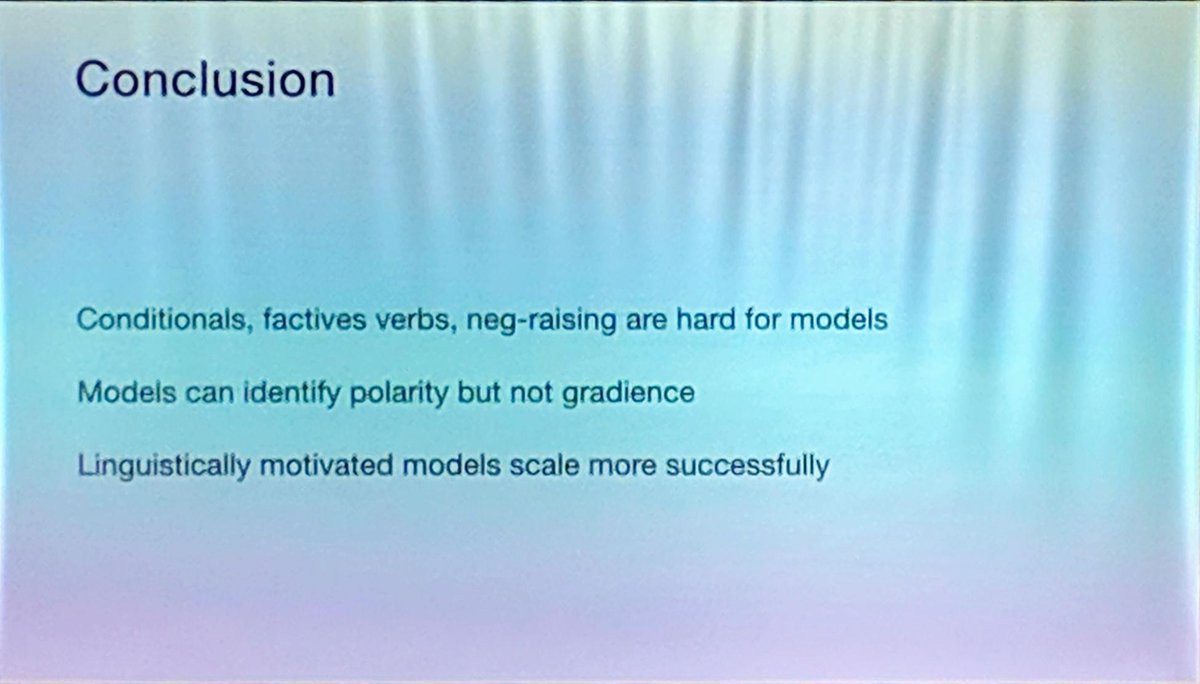 Conclusion
Conditionals, factives verbs, neg-raising are hard for models
Models can identify polarity but not gradience
Linguistically motivated models scale more successfully